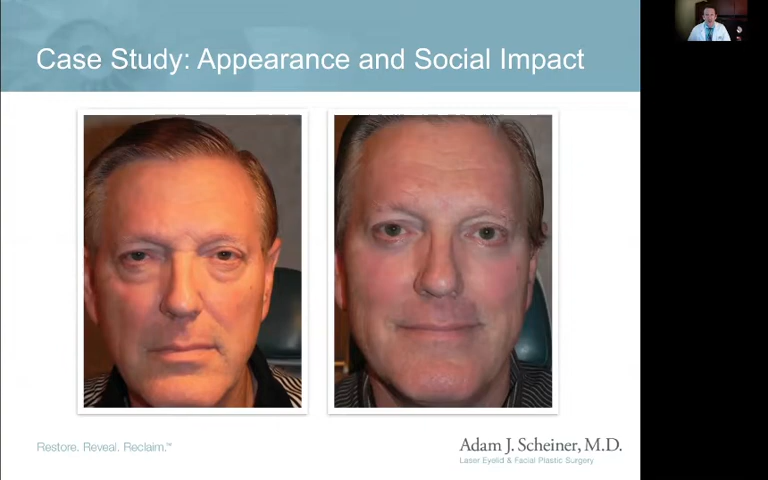 Case Study: Appearance and Social Impact
Restore. Reveal. Reclaim.™
Adam J. Scheiner, M.D.
Laser Eyelid & Facial Plastic Surgery